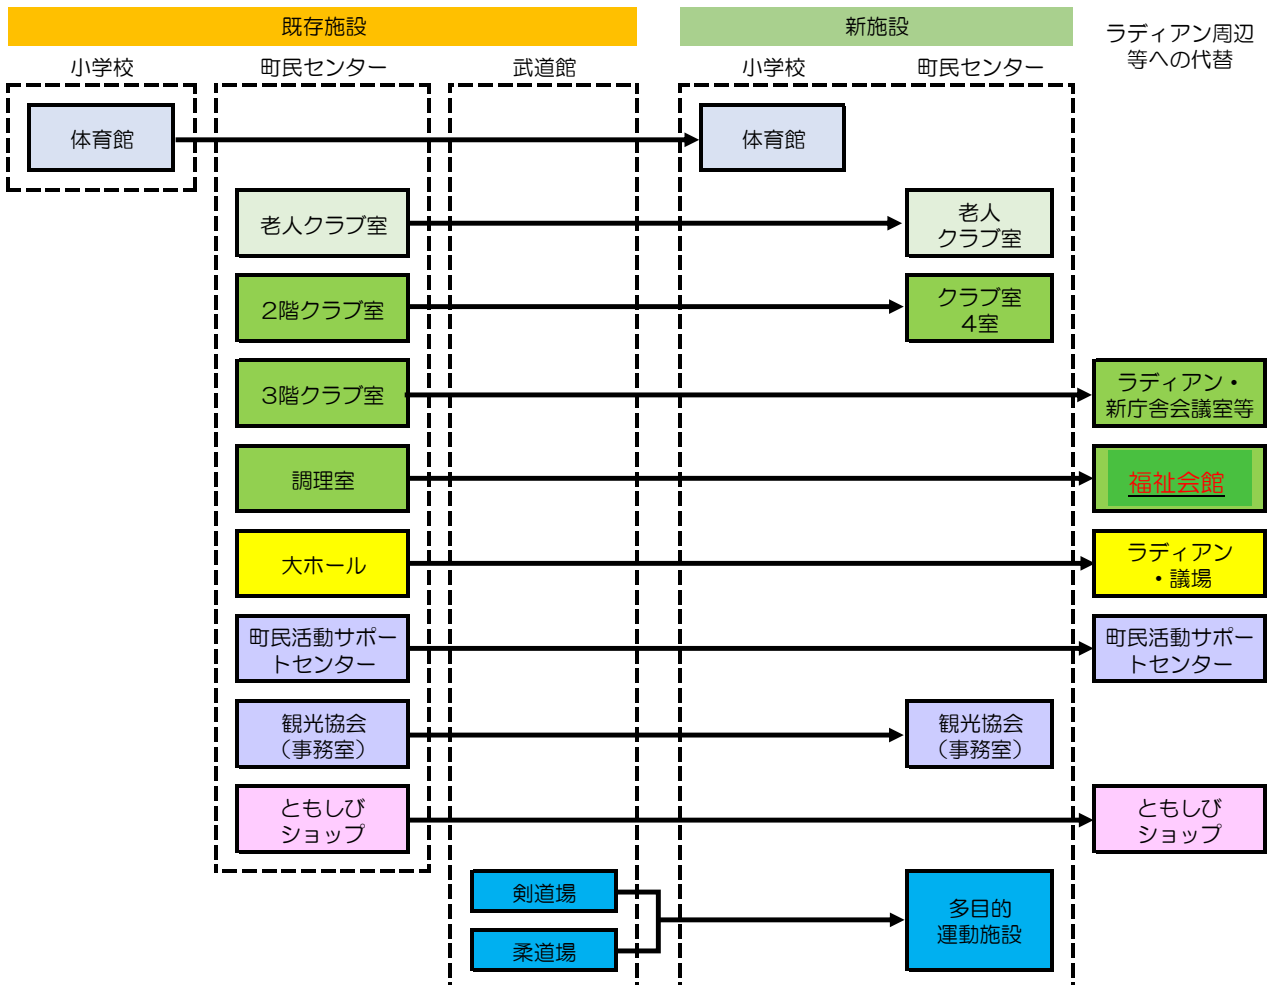 既存施設
新施設
ラディアン周辺
等への代替
小学校
町民センター
武道館
小学校
町民センター
体育館
体育館
老人クラブ室
老人
クラブ室
２階クラブ室
クラブ室
４室
３階クラブ室
ラディアン・
新庁舎会議室等
調理室
福祉会館
大ホール
ラディアン
・議場
町民活動サポー
トセンター
町民活動サポー
トセンター
観光協会
（事務室）
観光協会
（事務室）
ともしび
ショップ
ともしび
ショップ
剣道場
柔道場
多目的
運動施設